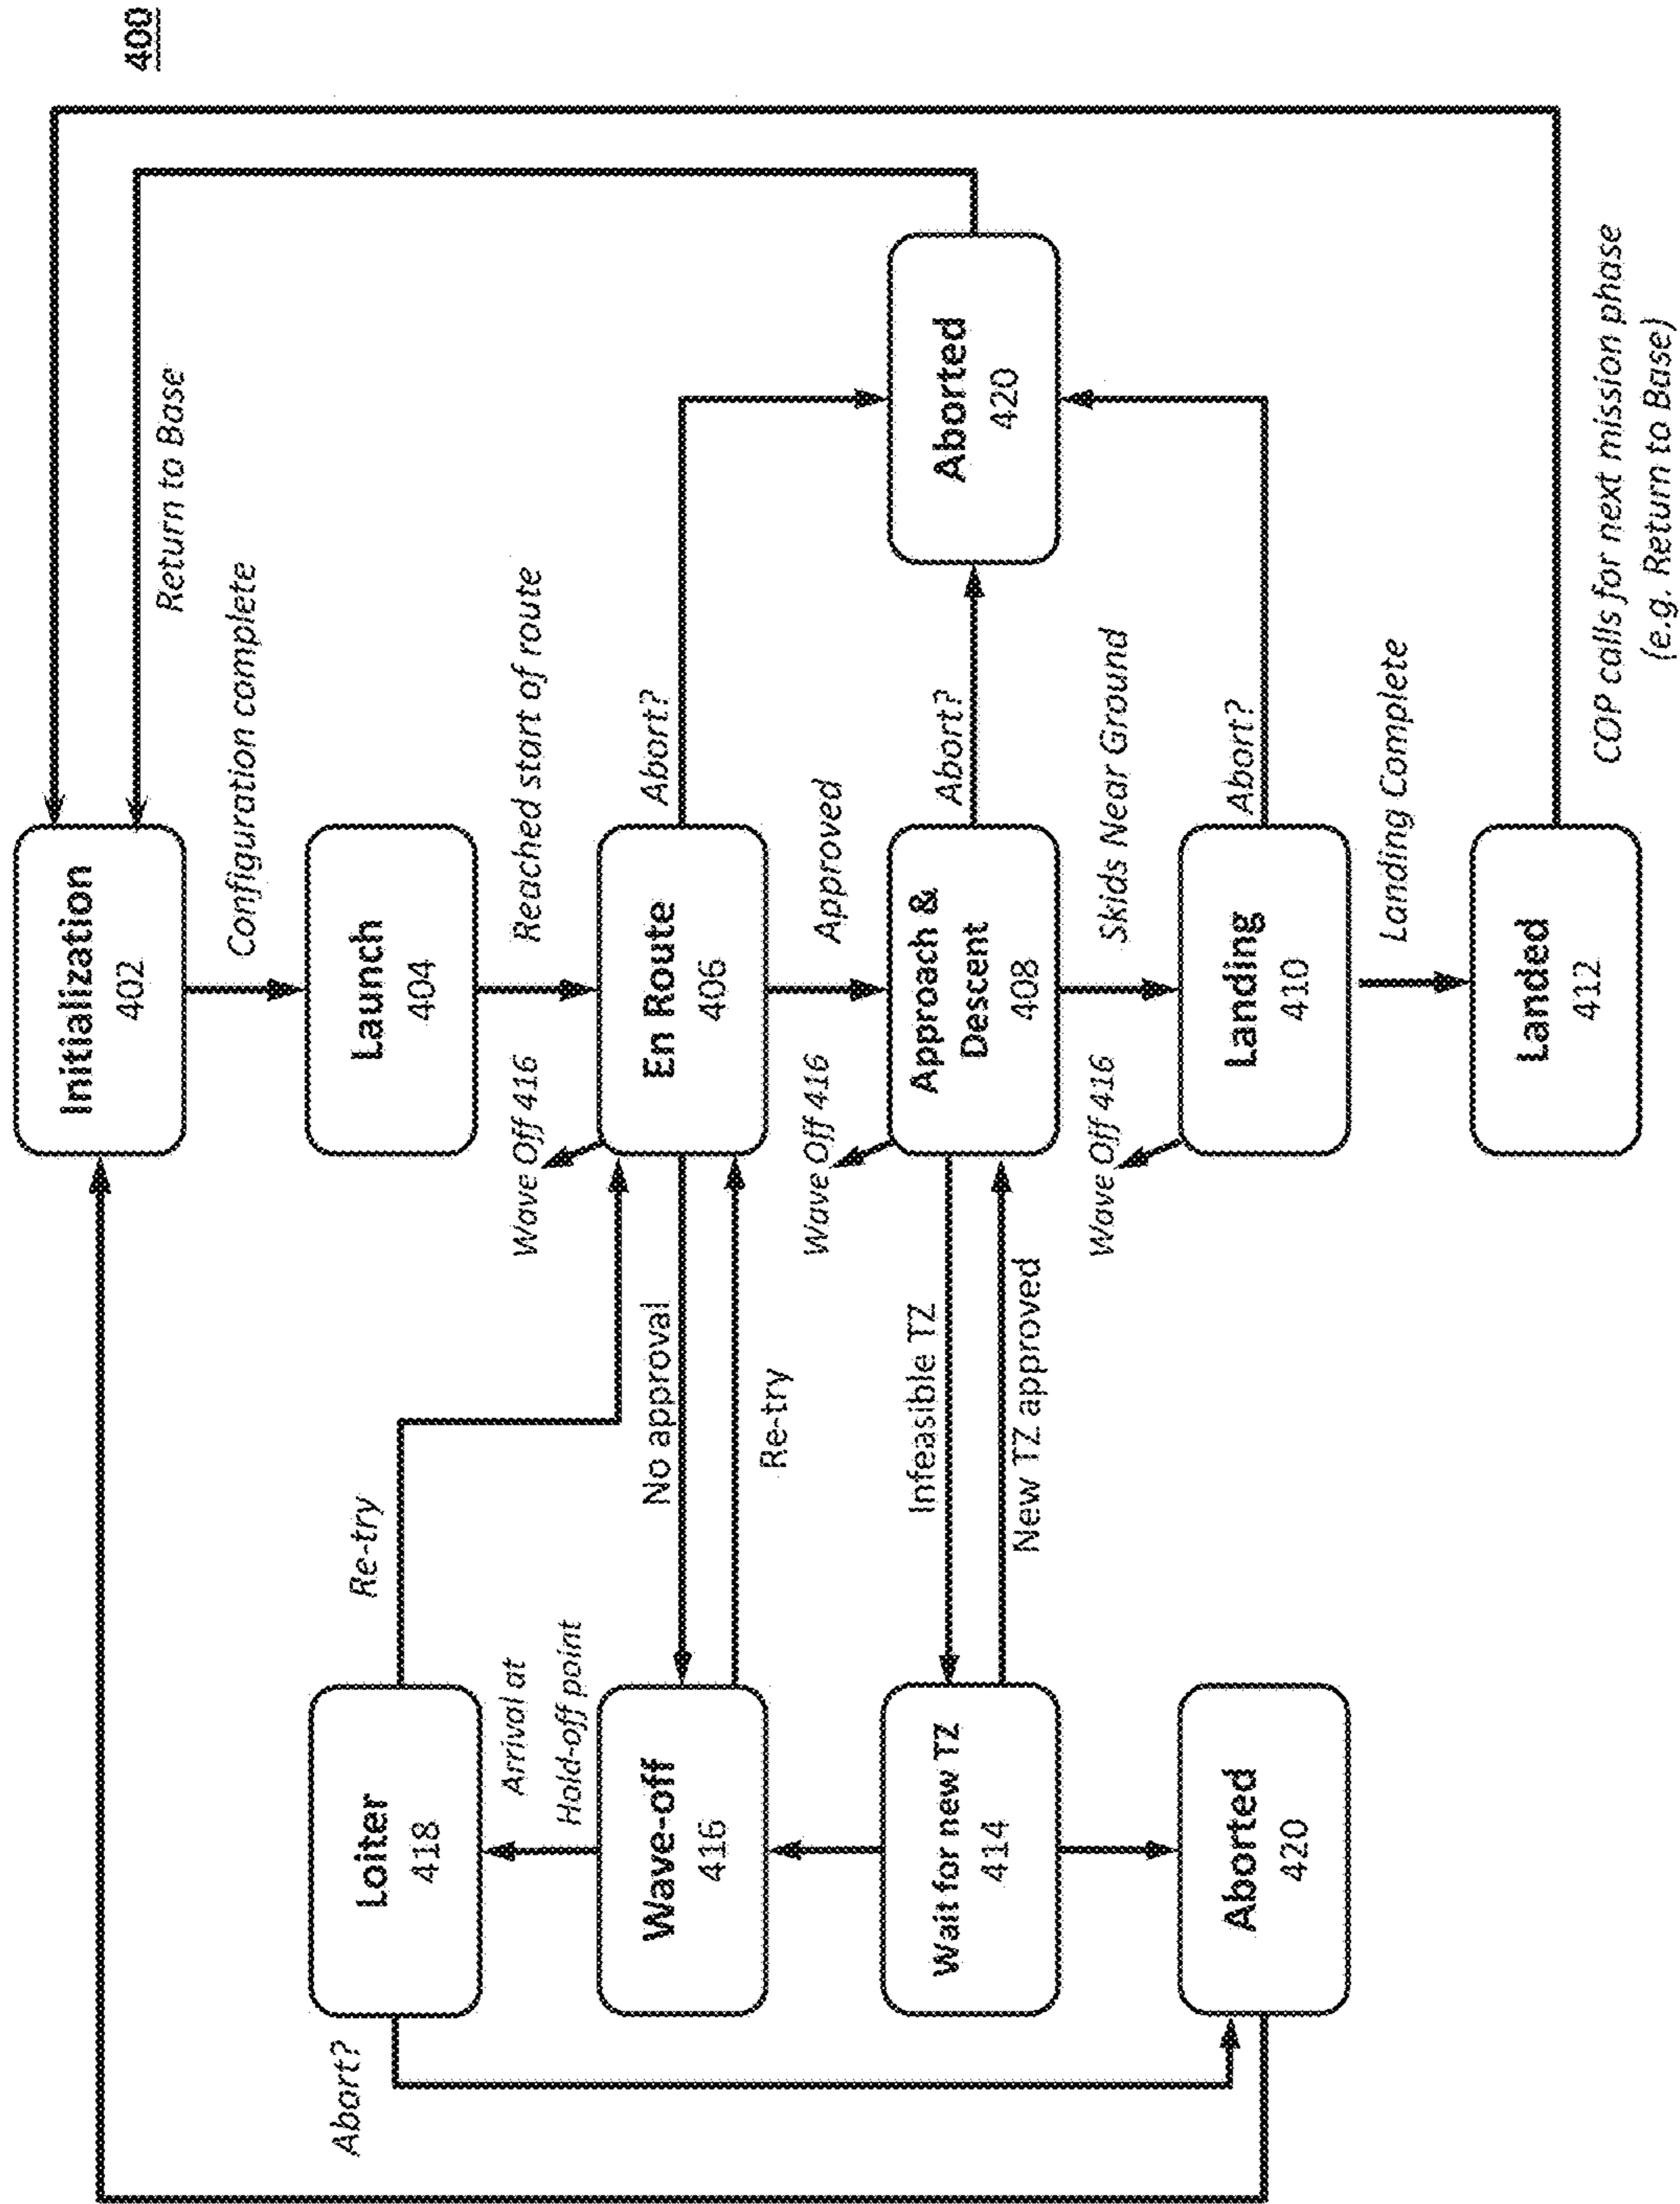 400
Return to Base
Initialization
402
Configuration complete
Launch
404
Reached start of route
Wave Off 416
En Route
406
Abort?
Approved
Wave Off 416
Approach &
Descent
408
Abort?
Aborted
420
Skids Near Ground
Wave Off 416
Landing
410
Abort?
Landing Complete
Landed
412
COP calls for next mission phase
(e.g. Return to Base)
Re-try
No approval
Re-try
Infeasible TZ
New TZ approved
Abort?
Loiter
418
Arrival at
Hold-off point
Wave-off
416
Wait for new TZ
414
Aborted
420